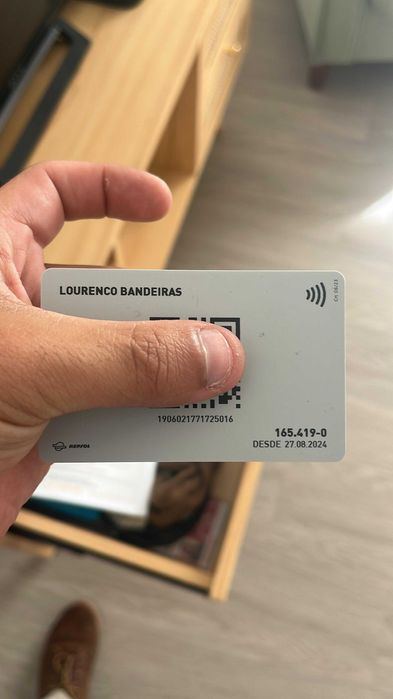 LOURENCO BANDEIRAS
1906021771725016
165.419-0
DESDE 27.08.2024
REPSOL